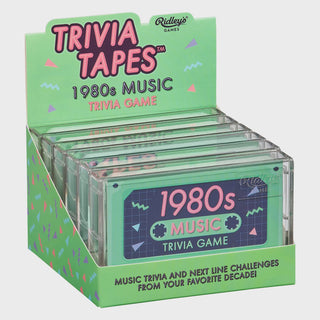 TRIVIA
TAPES™
Ridley's
GAMES
1980s MUSIC
TRIVIA GAME
1980s
MUSIC
TRIVIA GAME
MUSIC TRIVIA AND NEXT LINE CHALLENGES
FROM YOUR FAVORITE DECADE!